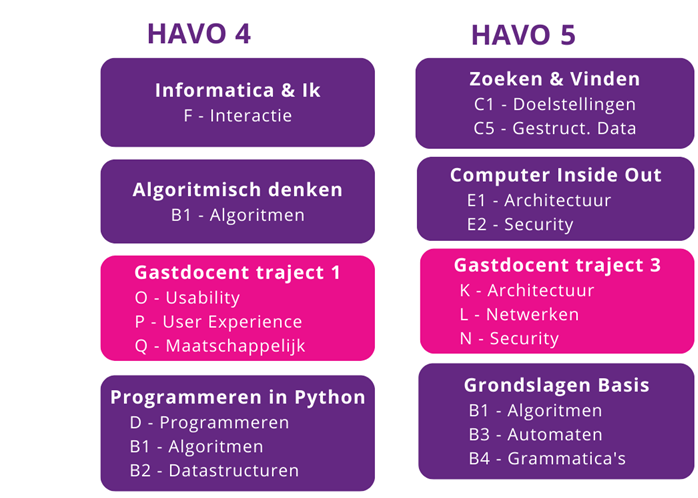 HAVO 4
Informatica & Ik
F - Interactie
Algoritmisch denken
B1 - Algoritmen
Gastdocent traject 1
O - Usability
P - User Experience
Q - Maatschappelijk
Programmeren in Python
D - Programmeren
B1 - Algoritmen
B2 - Datastructuren
HAVO 5
Zoeken & Vinden
C1 - Doelstellingen
C5 - Gestruct. Data
Computer Inside Out
E1 - Architectuur
E2 - Security
Gastdocent traject 3
K - Architectuur
L - Netwerken
N - Security
Grondslagen Basis
B1 - Algoritmen
B3 - Automaten
B4 - Grammatica's